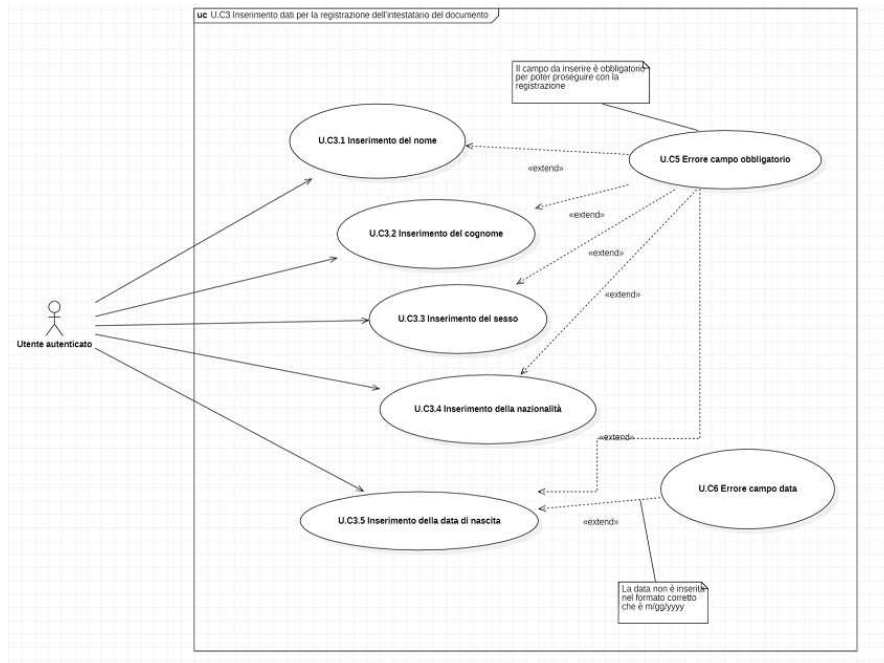 uc U.C3 Inserimento dati per la registrazione dell'intestatario del documento
Il campo da inserire è obbligatorio
per poter proseguire con la
registrazione
U.C3.1 Inserimento del nome
U.C5 Errore campo obbligatorio
«extend»
U.C3.2 Inserimento del cognome
«extend»
«extend»
«extend»
U.C3.3 Inserimento del sesso
Utente autenticato
U.C3.4 Inserimento della nazionalità
«extend»
U.C6 Errore campo data
U.C3.5 Inserimento della data di nascita
«extend»
La data non è inserita
nel formato corretto
che è m/gg/yyyy